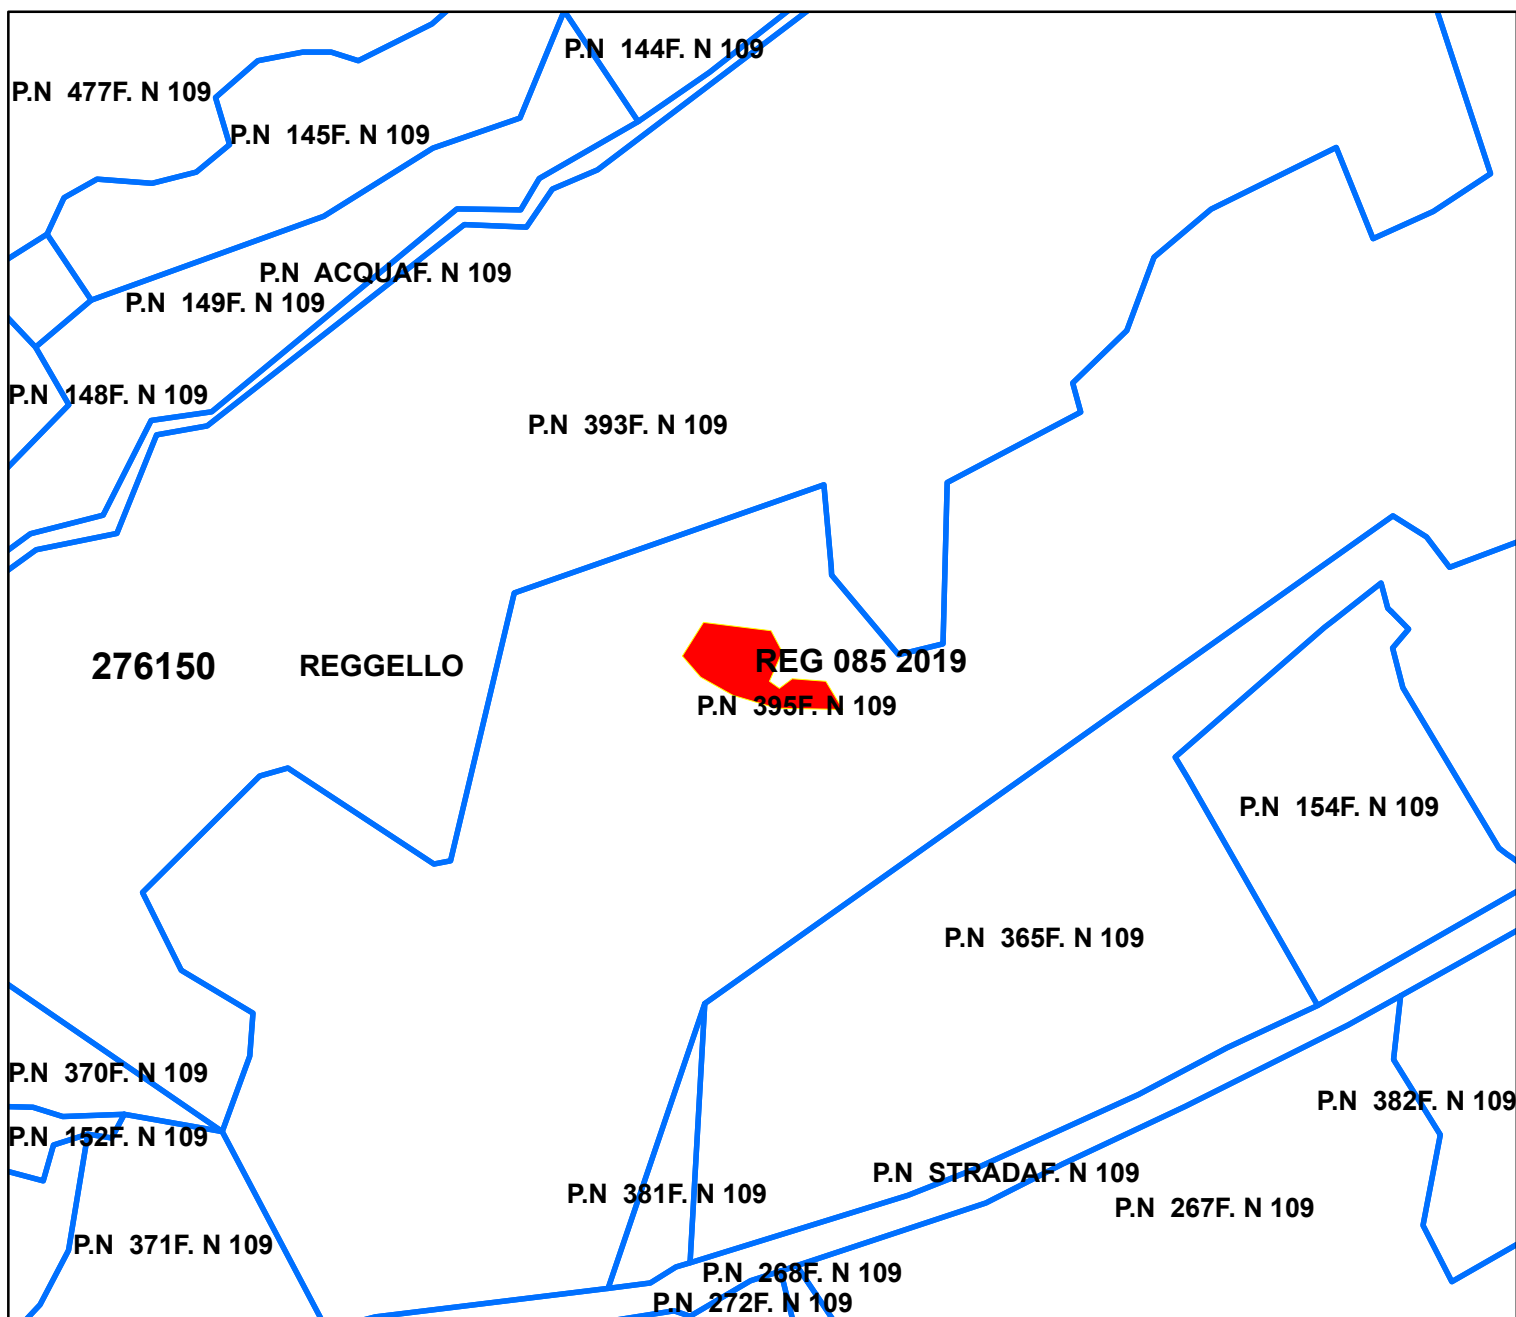 P.N  144F. N 109
P.N  477F. N 109
P.N  145F. N 109
P.N  ACQUAF. N 109
P.N  149F. N 109
P.N  148F. N 109
P.N  393F. N 109
276150
REGGELLO
REG 085 2019
P.N  395F. N 109
P.N  154F. N 109
P.N  365F. N 109
P.N  370F. N 109
P.N  382F. N 109
P.N  152F. N 109
P.N  STRADAF. N 109
P.N  381F. N 109
P.N  267F. N 109
P.N  371F. N 109
P.N  268F. N 109
P.N  272F. N 109